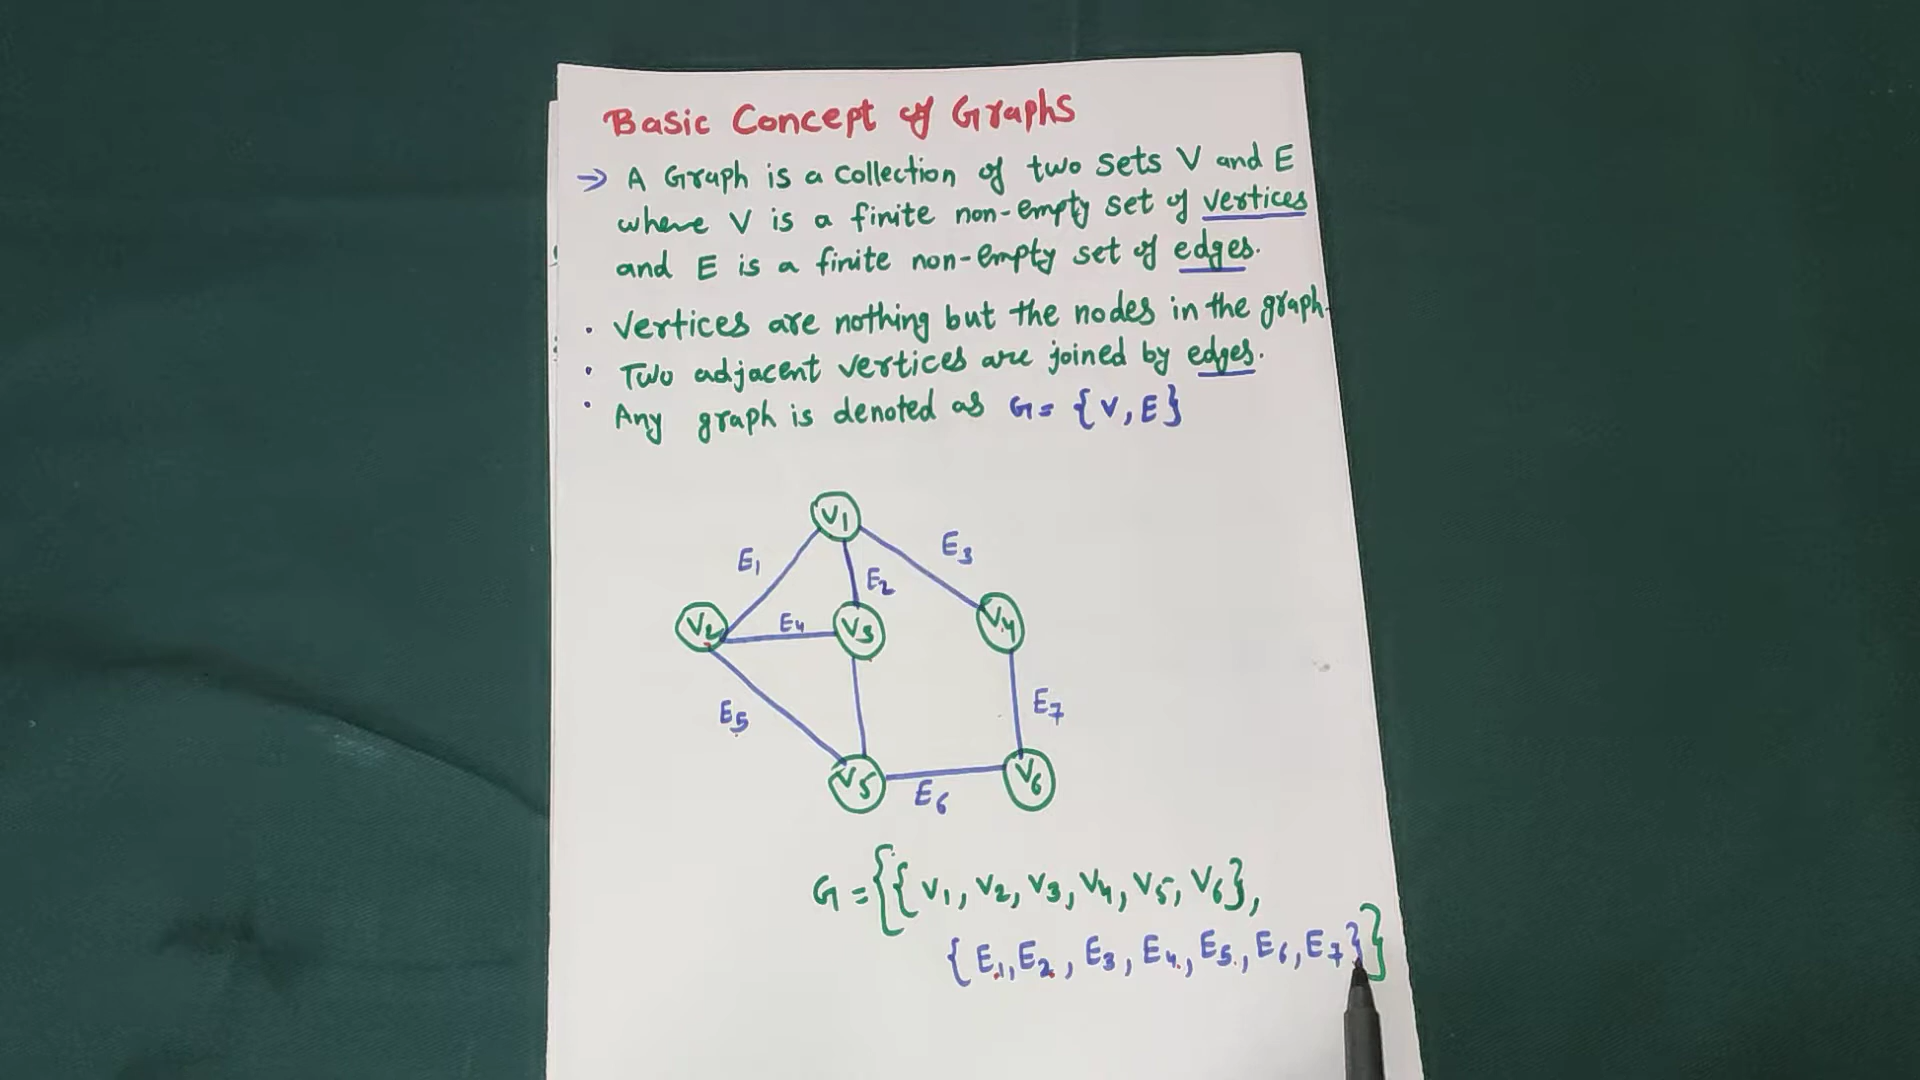 Basic Concept of Graphs
→ A Graph is a collection of two sets V and E
where V is a finite non-empty set of vertices
and E is a finite non-empty set of edges.
· Vertices are nothing but the nodes in the graph.
· Two adjacent vertices are joined by edges.
· Any graph is denoted as G = {V, E}
V1
E1
E2
E3
V2
E4
V3
V4
E5
E7
V5
E6
V6
G = {{V1, V2, V3, V4, V5, V6},
{E1, E2, E3, E4, E5, E6, E7}}